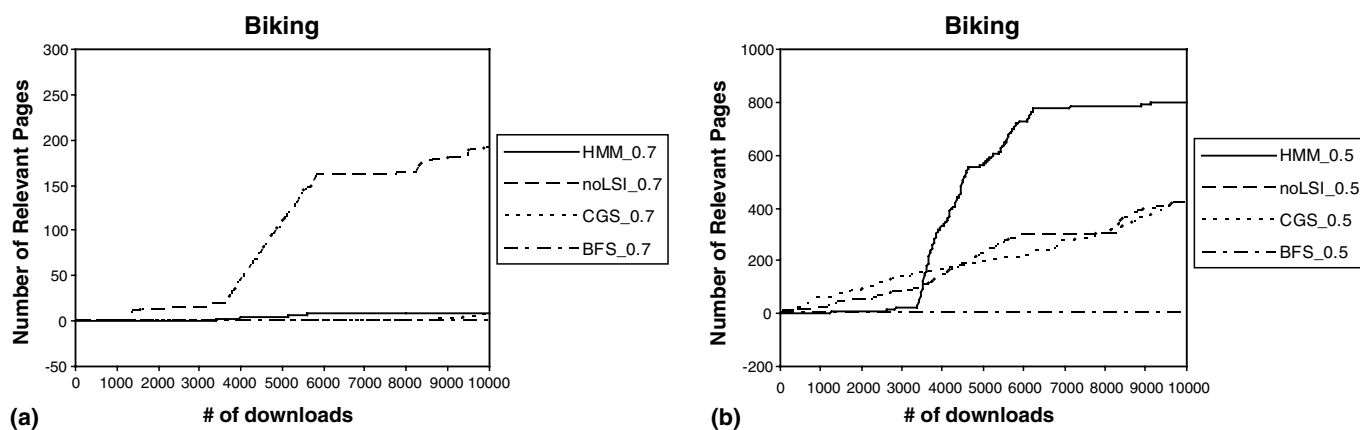 Biking
300
250
200
150
100
50
0
-50
Number of Relevant Pages
0 1000 2000 3000 4000 5000 6000 7000 8000 9000 10000
# of downloads
(a)
HMM_0.7
noLSI_0.7
CGS_0.7
BFS_0.7
Biking
1000
800
600
400
200
0
-200
Number of Relevant Pages
0 1000 2000 3000 4000 5000 6000 7000 8000 9000 10000
# of downloads
(b)
HMM_0.5
noLSI_0.5
CGS_0.5
BFS_0.5